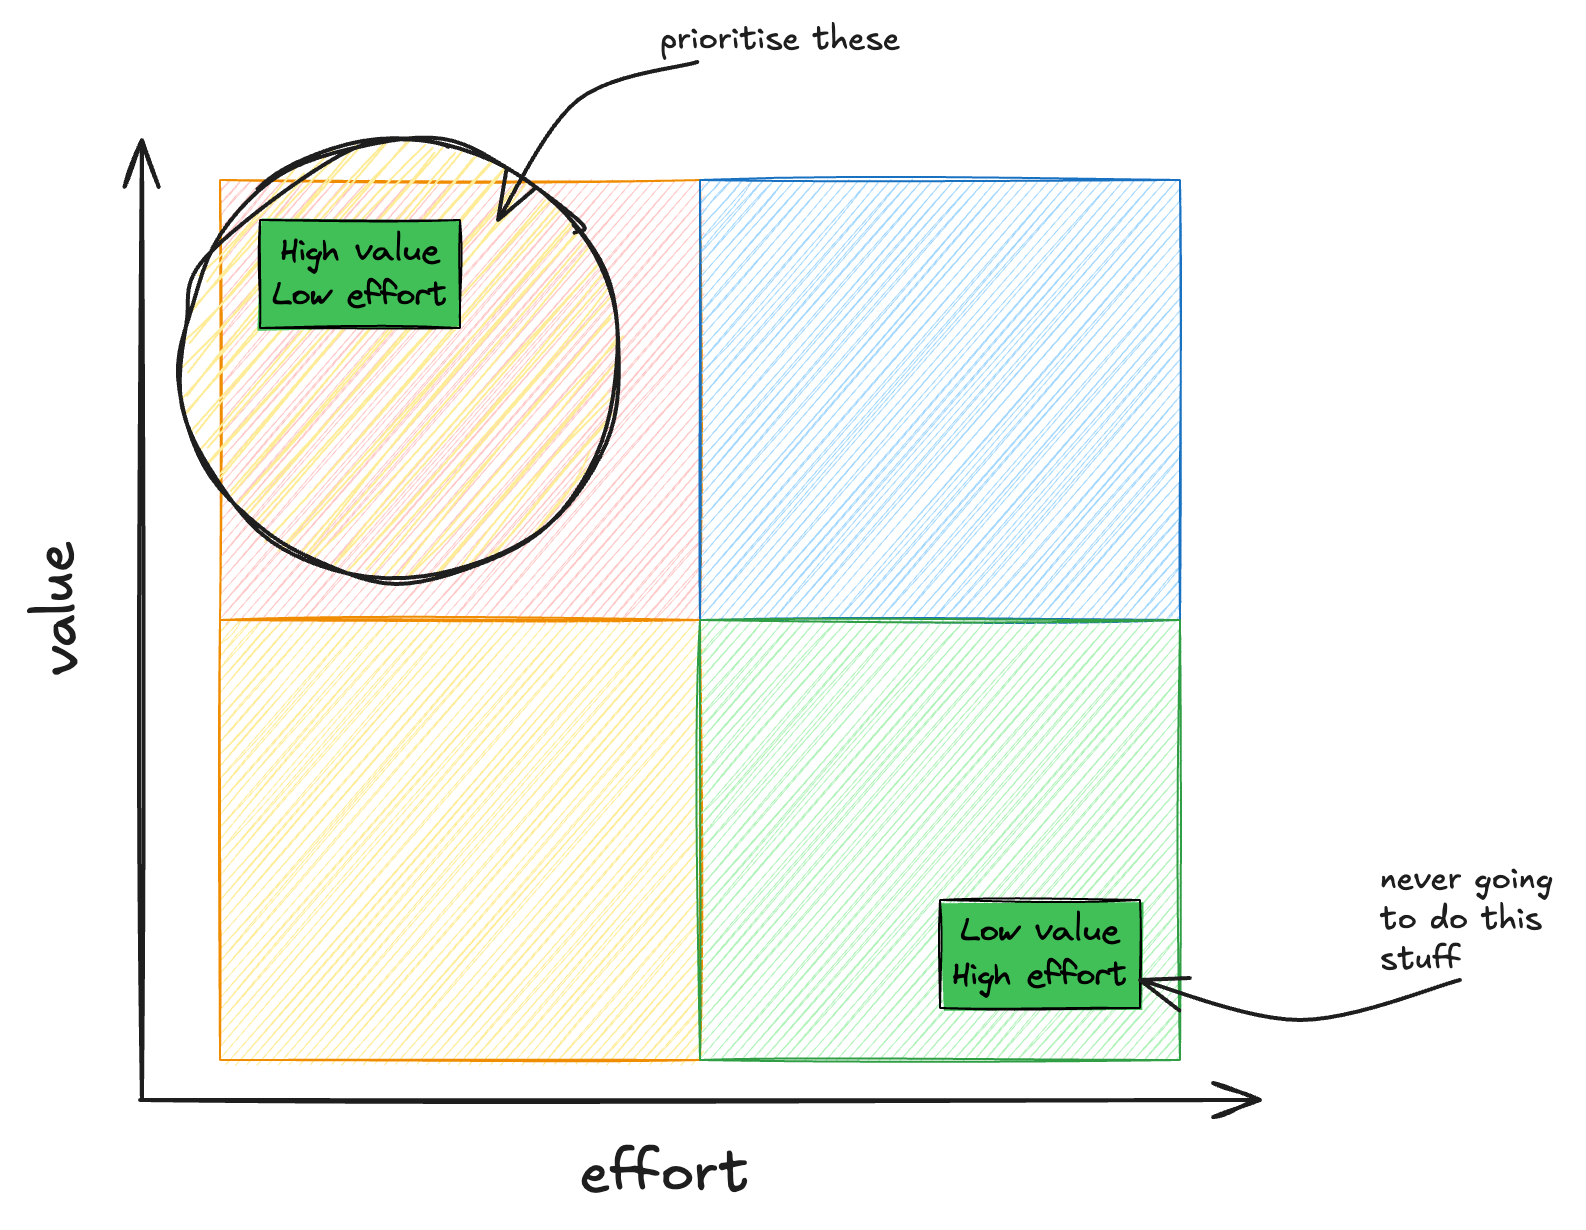 prioritise these
High value
Low effort
value
never going
to do this
stuff
Low value
High effort
effort